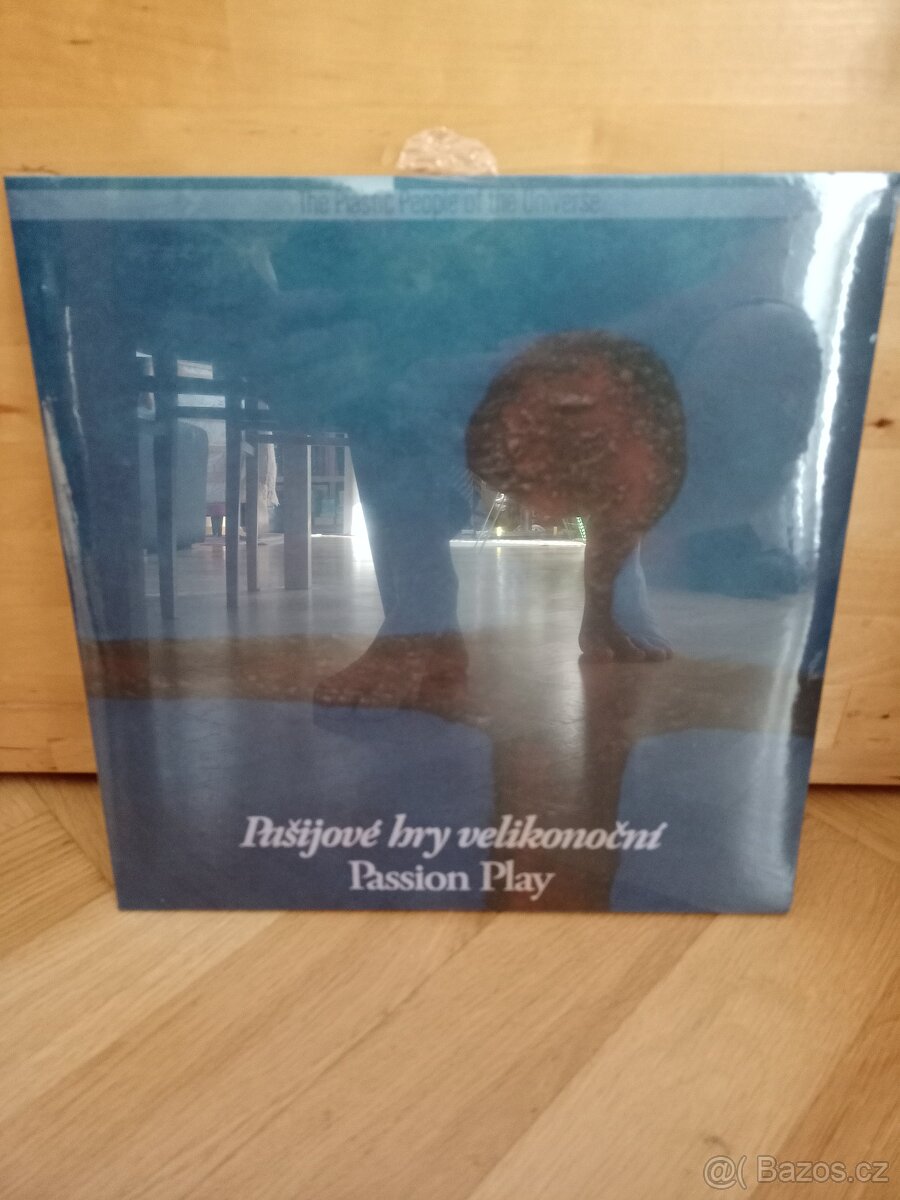 The Plastic People of the Universe
Pašijové hry velikonoční
Passion Play
@( Bazos.cz